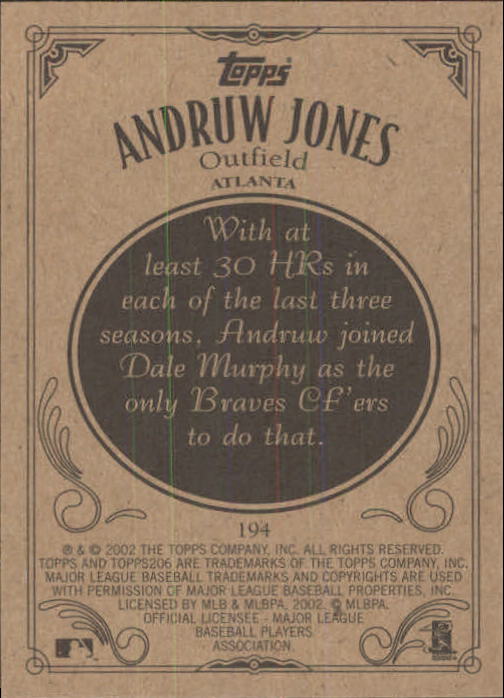 topps
ANDRUW JONES
Outfield
ATLANTA
With at
least 30 HRs in
each of the last three
seasons, Andruw joined
Dale Murphy as the
only Braves CF'ers
to do that.
194
® & © 2002 THE TOPPS COMPANY, INC. ALL RIGHTS RESERVED.
TOPPS AND TOPPS206 ARE TRADEMARKS OF THE TOPPS COMPANY, INC.
MAJOR LEAGUE BASEBALL TRADEMARKS AND COPYRIGHTS ARE USED
WITH PERMISSION OF MAJOR LEAGUE BASEBALL PROPERTIES, INC.
LICENSED BY MLB & MLBPA, 2002. © MLBPA.
OFFICIAL LICENSEE - MAJOR LEAGUE
BASEBALL PLAYERS
ASSOCIATION.